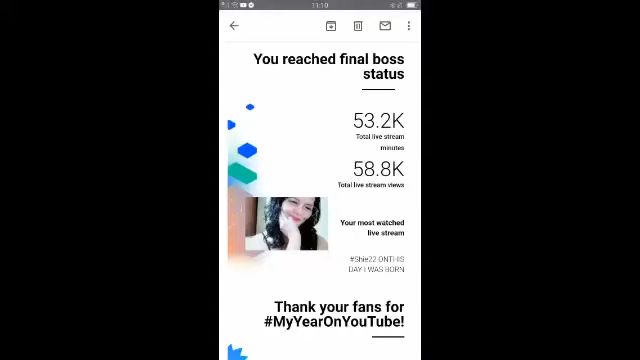 11:10
You reached final boss
status
53.2K
Total live stream
minutes
58.8K
Total live stream views
Your most watched
live stream
#Shie22 ONTHIS
DAY I WAS BORN
Thank your fans for
#MyYearOnYouTube!